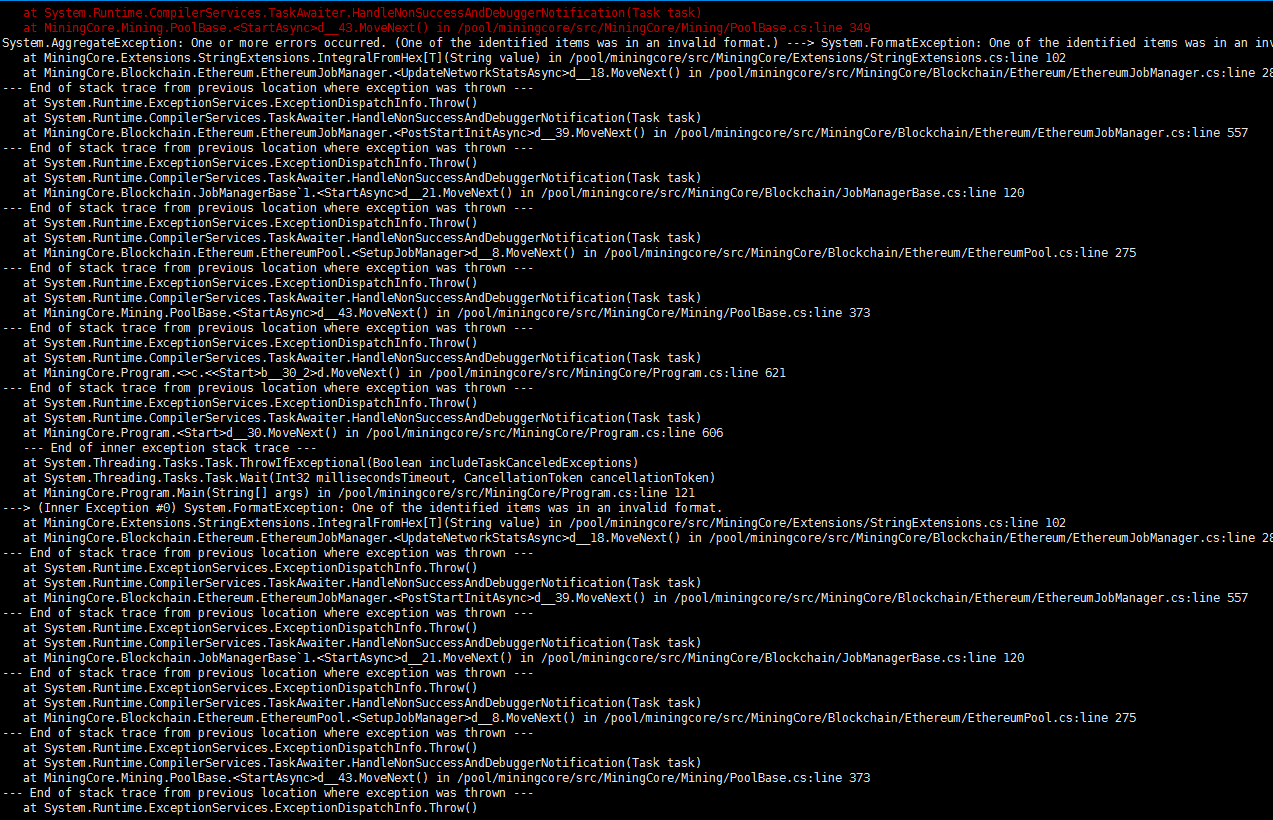 at System.Runtime.CompilerServices.TaskAwaiter.HandleNonSuccessAndDebuggerNotification(Task task)
at MiningCore.Mining.PoolBase.<StartAsync>d__43.MoveNext() in /pool/miningcore/src/MiningCore/Mining/PoolBase.cs:line 349
System.AggregateException: One or more errors occurred. (One of the identified items was in an invalid format.) ---> System.FormatException: One of the identified items was in an inv
at MiningCore.Extensions.StringExtensions.IntegralFromHex[T](String value) in /pool/miningcore/src/MiningCore/Extensions/StringExtensions.cs:line 102
at MiningCore.Blockchain.Ethereum.EthereumJobManager.<UpdateNetworkStatsAsync>d__18.MoveNext() in /pool/miningcore/src/MiningCore/Blockchain/Ethereum/EthereumJobManager.cs:line 28
--- End of stack trace from previous location where exception was thrown ---
at System.Runtime.ExceptionServices.ExceptionDispatchInfo.Throw()
at System.Runtime.CompilerServices.TaskAwaiter.HandleNonSuccessAndDebuggerNotification(Task task)
at MiningCore.Blockchain.Ethereum.EthereumJobManager.<PostStartInitAsync>d__39.MoveNext() in /pool/miningcore/src/MiningCore/Blockchain/Ethereum/EthereumJobManager.cs:line 557
--- End of stack trace from previous location where exception was thrown ---
at System.Runtime.ExceptionServices.ExceptionDispatchInfo.Throw()
at System.Runtime.CompilerServices.TaskAwaiter.HandleNonSuccessAndDebuggerNotification(Task task)
at MiningCore.Blockchain.JobManagerBase`1.<StartAsync>d__21.MoveNext() in /pool/miningcore/src/MiningCore/Blockchain/JobManagerBase.cs:line 120
--- End of stack trace from previous location where exception was thrown ---
at System.Runtime.ExceptionServices.ExceptionDispatchInfo.Throw()
at System.Runtime.CompilerServices.TaskAwaiter.HandleNonSuccessAndDebuggerNotification(Task task)
at MiningCore.Blockchain.Ethereum.EthereumPool.<SetupJobManager>d__8.MoveNext() in /pool/miningcore/src/MiningCore/Blockchain/Ethereum/EthereumPool.cs:line 275
--- End of stack trace from previous location where exception was thrown ---
at System.Runtime.ExceptionServices.ExceptionDispatchInfo.Throw()
at System.Runtime.CompilerServices.TaskAwaiter.HandleNonSuccessAndDebuggerNotification(Task task)
at MiningCore.Mining.PoolBase.<StartAsync>d__43.MoveNext() in /pool/miningcore/src/MiningCore/Mining/PoolBase.cs:line 373
--- End of stack trace from previous location where exception was thrown ---
at System.Runtime.ExceptionServices.ExceptionDispatchInfo.Throw()
at System.Runtime.CompilerServices.TaskAwaiter.HandleNonSuccessAndDebuggerNotification(Task task)
at MiningCore.Program.<>c.<<Start>b__30_2>d.MoveNext() in /pool/miningcore/src/MiningCore/Program.cs:line 621
--- End of stack trace from previous location where exception was thrown ---
at System.Runtime.ExceptionServices.ExceptionDispatchInfo.Throw()
at System.Runtime.CompilerServices.TaskAwaiter.HandleNonSuccessAndDebuggerNotification(Task task)
at MiningCore.Program.<Start>d__30.MoveNext() in /pool/miningcore/src/MiningCore/Program.cs:line 606
--- End of inner exception stack trace ---
at System.Threading.Tasks.Task.ThrowIfExceptional(Boolean includeTaskCanceledExceptions)
at System.Threading.Tasks.Task.Wait(Int32 millisecondsTimeout, CancellationToken cancellationToken)
at MiningCore.Program.Main(String[] args) in /pool/miningcore/src/MiningCore/Program.cs:line 121
---> (Inner Exception #0) System.FormatException: One of the identified items was in an invalid format.
at MiningCore.Extensions.StringExtensions.IntegralFromHex[T](String value) in /pool/miningcore/src/MiningCore/Extensions/StringExtensions.cs:line 102
at MiningCore.Blockchain.Ethereum.EthereumJobManager.<UpdateNetworkStatsAsync>d__18.MoveNext() in /pool/miningcore/src/MiningCore/Blockchain/Ethereum/EthereumJobManager.cs:line 28
--- End of stack trace from previous location where exception was thrown ---
at System.Runtime.ExceptionServices.ExceptionDispatchInfo.Throw()
at System.Runtime.CompilerServices.TaskAwaiter.HandleNonSuccessAndDebuggerNotification(Task task)
at MiningCore.Blockchain.Ethereum.EthereumJobManager.<PostStartInitAsync>d__39.MoveNext() in /pool/miningcore/src/MiningCore/Blockchain/Ethereum/EthereumJobManager.cs:line 557
--- End of stack trace from previous location where exception was thrown ---
at System.Runtime.ExceptionServices.ExceptionDispatchInfo.Throw()
at System.Runtime.CompilerServices.TaskAwaiter.HandleNonSuccessAndDebuggerNotification(Task task)
at MiningCore.Blockchain.JobManagerBase`1.<StartAsync>d__21.MoveNext() in /pool/miningcore/src/MiningCore/Blockchain/JobManagerBase.cs:line 120
--- End of stack trace from previous location where exception was thrown ---
at System.Runtime.ExceptionServices.ExceptionDispatchInfo.Throw()
at System.Runtime.CompilerServices.TaskAwaiter.HandleNonSuccessAndDebuggerNotification(Task task)
at MiningCore.Blockchain.Ethereum.EthereumPool.<SetupJobManager>d__8.MoveNext() in /pool/miningcore/src/MiningCore/Blockchain/Ethereum/EthereumPool.cs:line 275
--- End of stack trace from previous location where exception was thrown ---
at System.Runtime.ExceptionServices.ExceptionDispatchInfo.Throw()
at System.Runtime.CompilerServices.TaskAwaiter.HandleNonSuccessAndDebuggerNotification(Task task)
at MiningCore.Mining.PoolBase.<StartAsync>d__43.MoveNext() in /pool/miningcore/src/MiningCore/Mining/PoolBase.cs:line 373
--- End of stack trace from previous location where exception was thrown ---
at System.Runtime.ExceptionServices.ExceptionDispatchInfo.Throw()